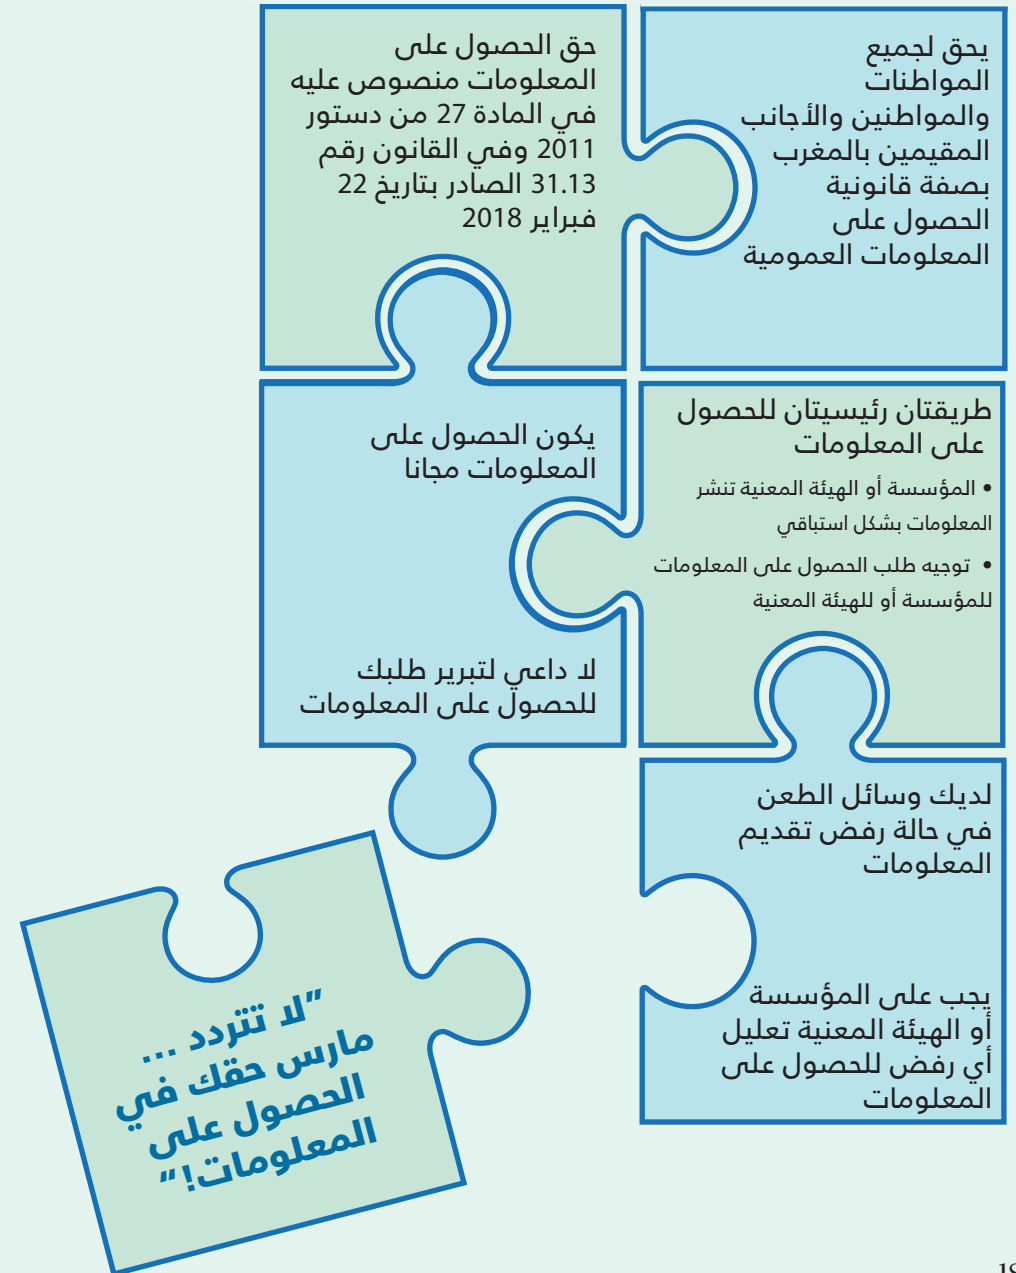 يحق لجميع
المواطنات
والمواطنين والأجانب
المقيمين بالمغرب
بصفة قانونية
الحصول على
المعلومات العمومية
حق الحصول على
المعلومات منصوص عليه
في المادة 27 من دستور
2011 وفي القانون رقم
31.13 الصادر بتاريخ 22
فبراير 2018
طريقتان رئيسيتان للحصول
على المعلومات
• المؤسسة أو الهيئة المعنية تنشر
المعلومات بشكل استباقي
• توجيه طلب الحصول على المعلومات
للمؤسسة أو للهيئة المعنية
يكون الحصول على
المعلومات مجانا
لا داعي لتبرير طلبك
للحصول على المعلومات
لديك وسائل الطعن
في حالة رفض تقديم
المعلومات
يجب على المؤسسة
أو الهيئة المعنية تعليل
أي رفض للحصول على
المعلومات
”لا تتردد ...
مارس حقك في
الحصول على
المعلومات!“